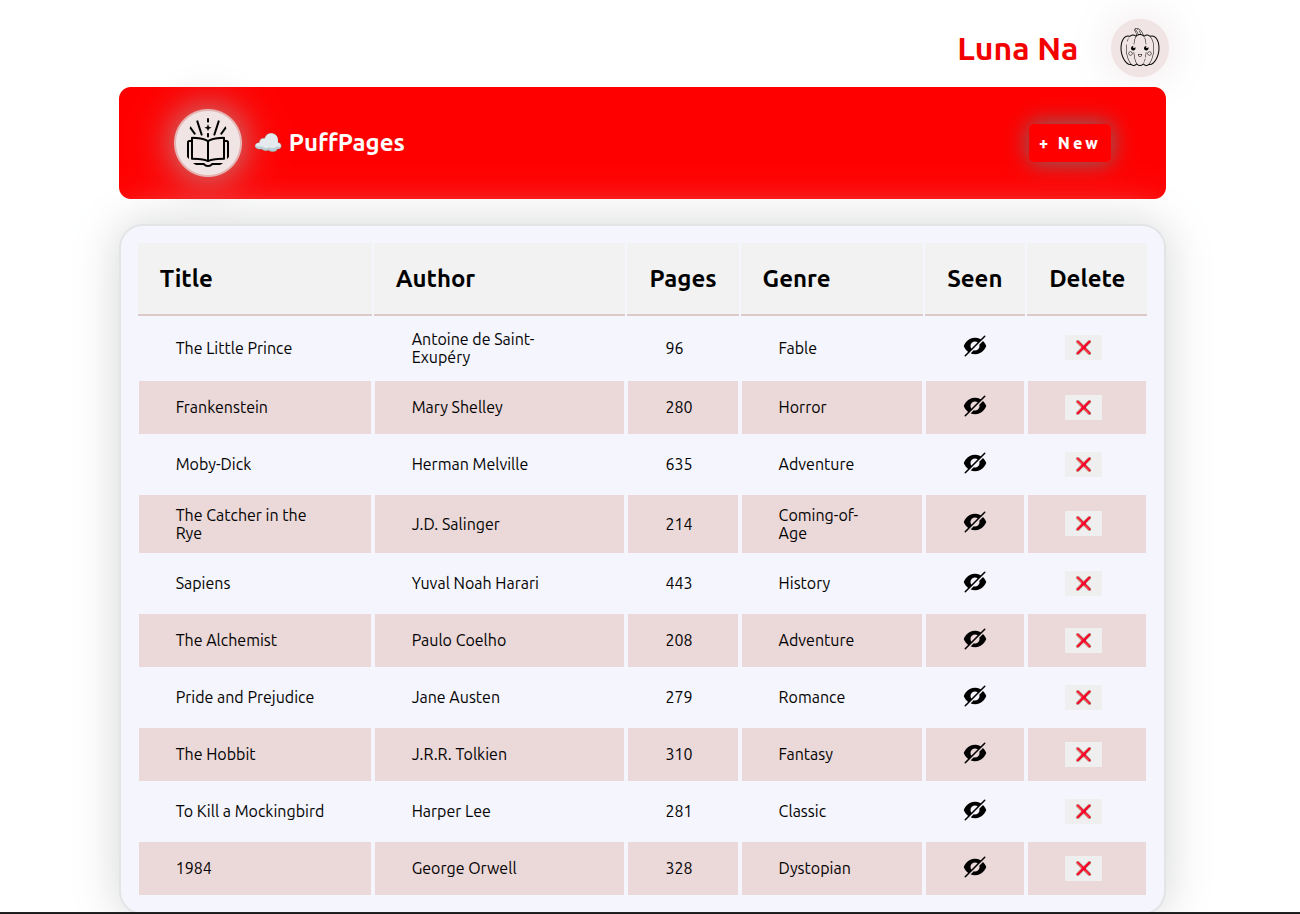 Luna Na
☁️ PuffPages
+ New
Title Author Pages Genre Seen Delete
The Little Prince Antoine de Saint-Exupéry 96 Fable
Frankenstein Mary Shelley 280 Horror
Moby-Dick Herman Melville 635 Adventure
The Catcher in the Rye J.D. Salinger 214 Coming-of-Age
Sapiens Yuval Noah Harari 443 History
The Alchemist Paulo Coelho 208 Adventure
Pride and Prejudice Jane Austen 279 Romance
The Hobbit J.R.R. Tolkien 310 Fantasy
To Kill a Mockingbird Harper Lee 281 Classic
1984 George Orwell 328 Dystopian